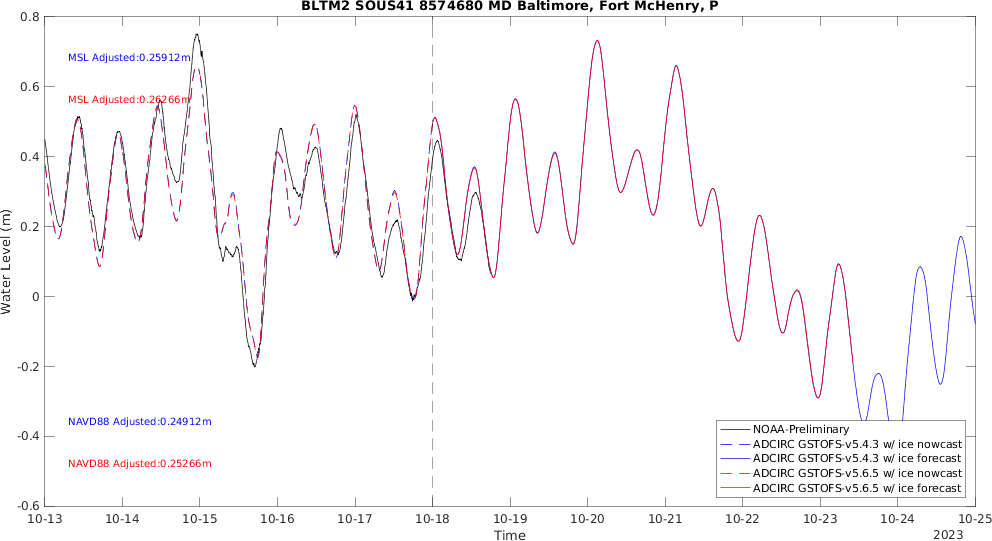 BLTM2 SOUS41 8574680 MD Baltimore, Fort McHenry, P
0.8
0.6
0.4
0.2
0
-0.2
-0.4
-0.6
Water Level (m)
MSL Adjusted:0.25912m
MSL Adjusted:0.26266m
NAVD88 Adjusted:0.24912m
NAVD88 Adjusted:0.25266m
NOAA-Preliminary
ADCIRC GSTOFS-v5.4.3 w/ ice nowcast
ADCIRC GSTOFS-v5.4.3 w/ ice forecast
ADCIRC GSTOFS-v5.6.5 w/ ice nowcast
ADCIRC GSTOFS-v5.6.5 w/ ice forecast
10-13 10-14 10-15 10-16 10-17 10-18 10-19 10-20 10-21 10-22 10-23 10-24 10-25
Time
2023